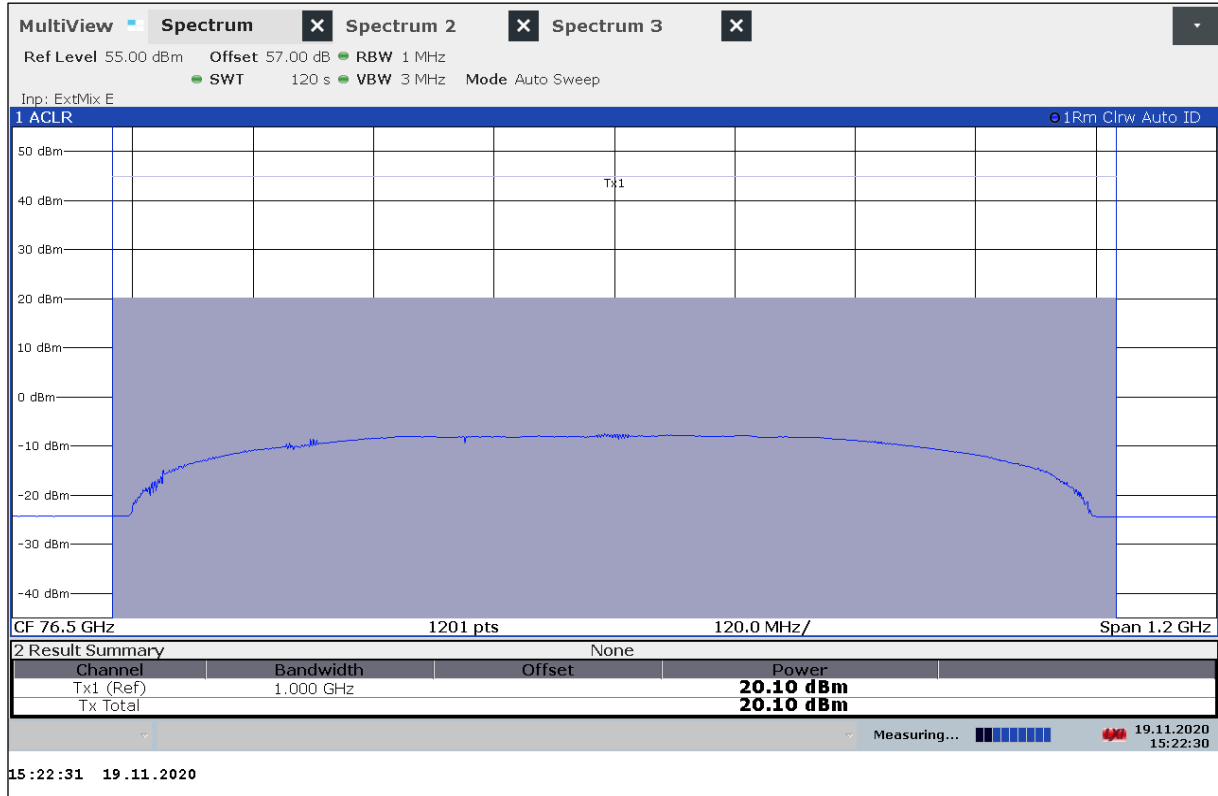 MultiView Spectrum Spectrum 2 Spectrum 3
Ref Level 55.00 dBm Offset 57.00 dB RBW 1 MHz
SWT 120 s VBW 3 MHz Mode Auto Sweep
Inp: ExtMix E
1 ACLR 1Rm Clrw Auto ID
50 dBm
Tx1
40 dBm
30 dBm
20 dBm
10 dBm
0 dBm
-10 dBm
-20 dBm
-30 dBm
-40 dBm
CF 76.5 GHz 1201 pts 120.0 MHz/ Span 1.2 GHz
2 Result Summary None
Channel Bandwidth Offset Power
Tx1 (Ref) 1.000 GHz 20.10 dBm
Tx Total 20.10 dBm
Measuring... 19.11.2020
15:22:30
15:22:31 19.11.2020